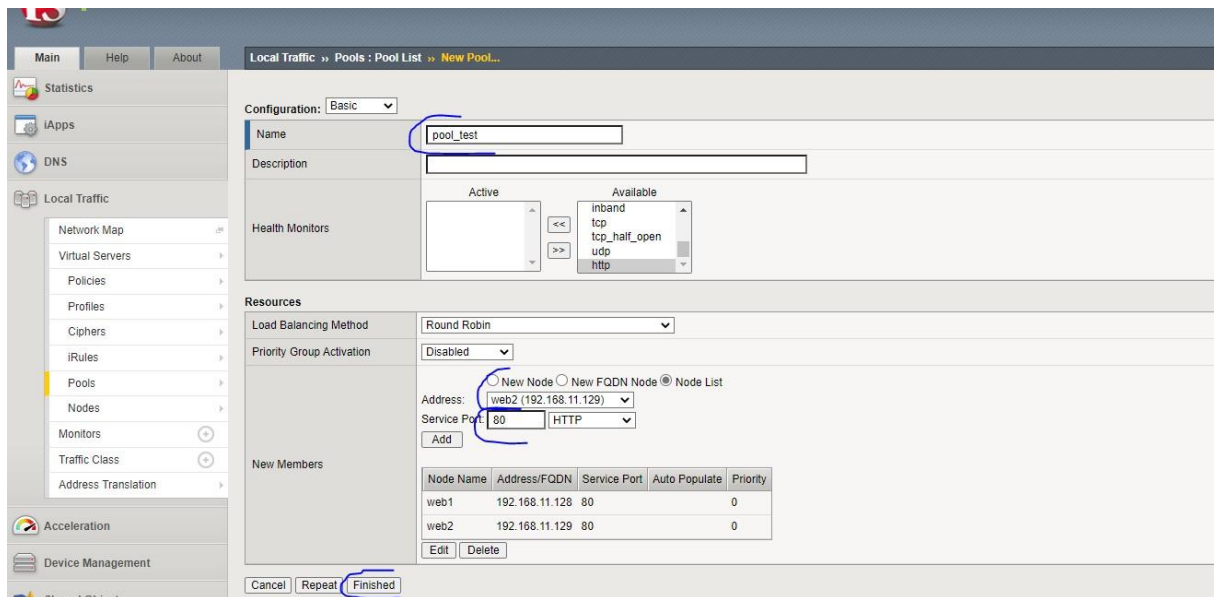 Main Help About
Local Traffic ›› Pools : Pool List ›› New Pool...
Statistics
iApps
DNS
Local Traffic
Network Map
Virtual Servers
Policies
Profiles
Ciphers
iRules
Pools
Nodes
Monitors
Traffic Class
Address Translation
Acceleration
Device Management
Configuration: Basic
Name pool_test
Description
Health Monitors
Active Available
<<
>>
inband
tcp
tcp_half_open
udp
http
Resources
Load Balancing Method Round Robin
Priority Group Activation Disabled
New Members
New Node New FQDN Node Node List
Address: web2 (192.168.11.129)
Service Port: 80 HTTP
Add
Node Name Address/FQDN Service Port Auto Populate Priority
web1 192.168.11.128 80 0
web2 192.168.11.129 80 0
Edit Delete
Cancel Repeat Finished